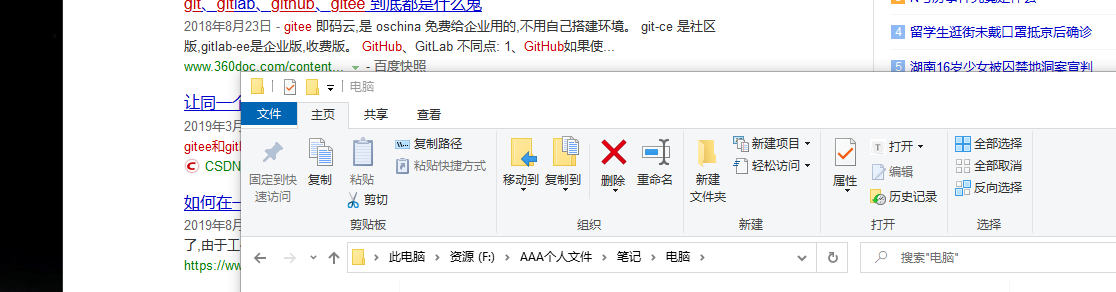 git、gitlab、github、gitee 到底都是什么鬼
2018年8月23日 - gitee 即码云,是 oschina 免费给企业用的,不用自己搭建环境。 git-ce 是社区
版,gitlab-ee是企业版,收费版。 GitHub、GitLab 不同点: 1、GitHub如果使...
www.360doc.com/content... - 百度快照
4 留学生逛街未戴口罩抵京后确诊
5 湖南16岁少女被囚禁地洞案宣判
让同一个
2019年3月
gitee和gitl
CSDN
如何在一
2019年8月
了,由于工
https://ww
电脑
文件 主页 共享 查看
固定到快
速访问
复制
粘贴
复制路径
粘贴快捷方式
剪切
剪贴板
移动到
复制到
删除
重命名
组织
新建
文件夹
新建项目
轻松访问
新建
属性
打开
编辑
历史记录
打开
全部选择
全部取消
反向选择
选择
此电脑 资源 (F:) AAA个人文件 笔记 电脑
搜索"电脑"